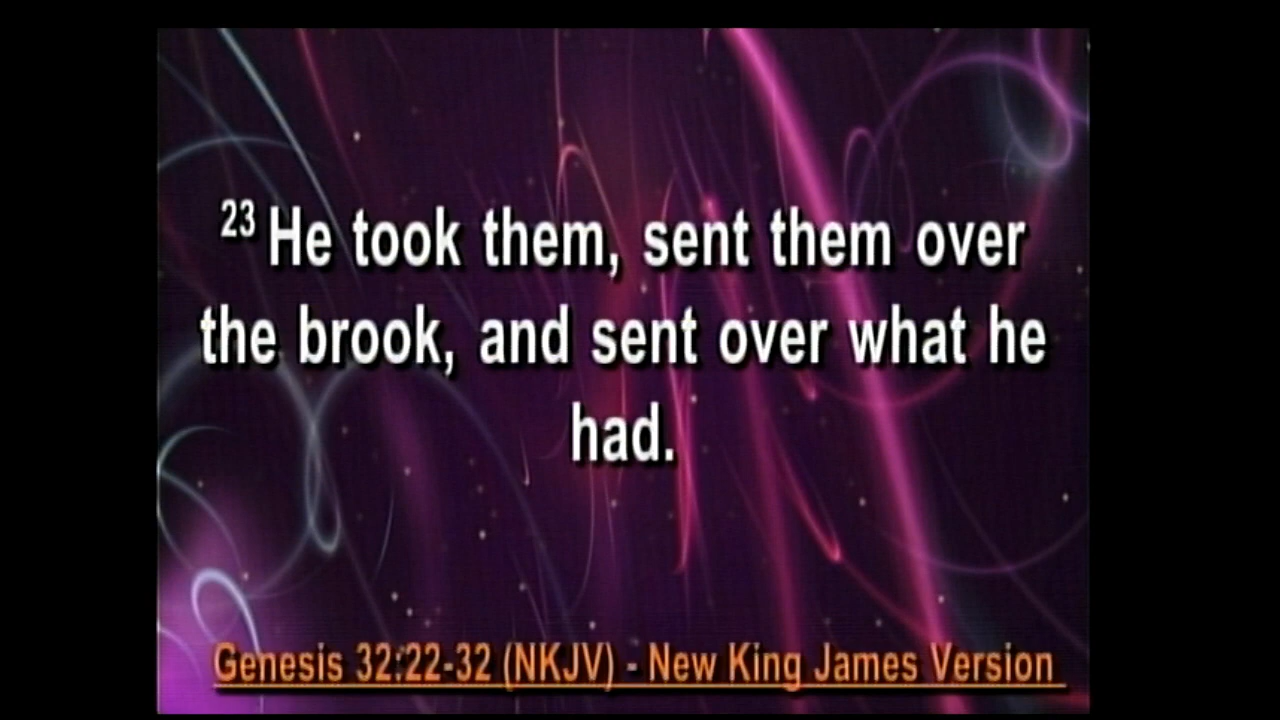 23 He took them, sent them over
the brook, and sent over what he
had.
Genesis 32:22-32 (NKJV) - New King James Version